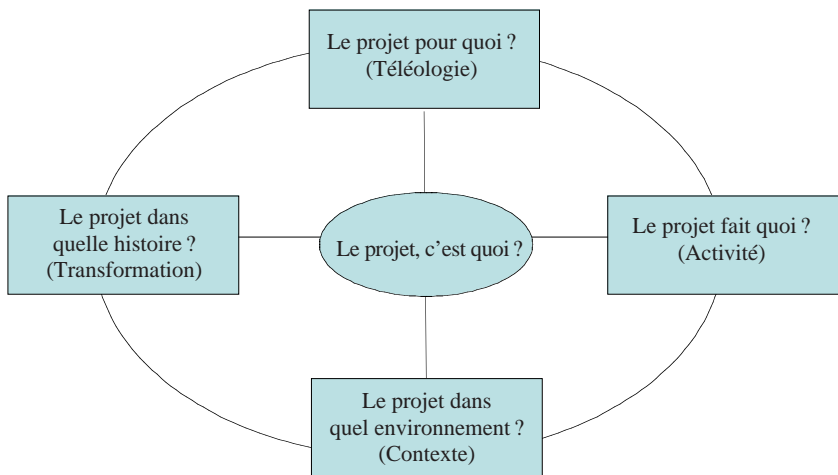 Le projet pour quoi ?
(Téléologie)
Le projet dans
quelle histoire ?
(Transformation)
Le projet, c’est quoi ?
Le projet fait quoi ?
(Activité)
Le projet dans
quel environnement ?
(Contexte)